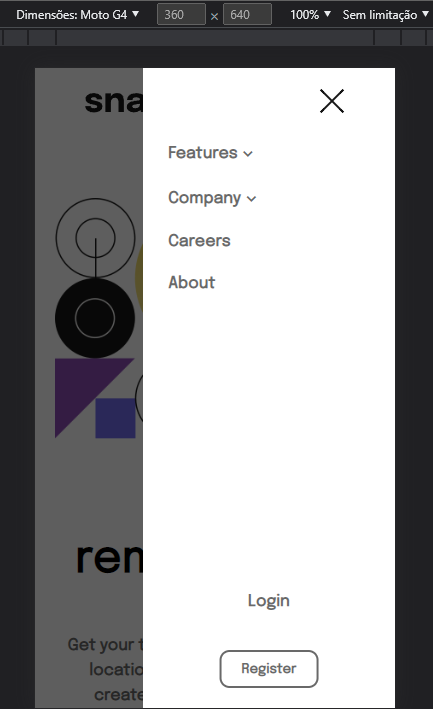 Dimensões: Moto G4 ▼ 360 × 640 100% ▼ Sem limitação ▼
sna
Features
Company
Careers
About
ren
Login
Get your t
locatio
Register
create